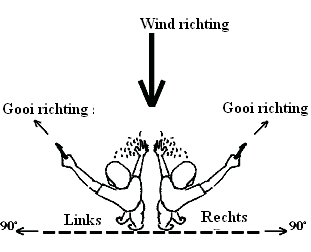 Wind richting
Gooi richting :
Gooi richting
Links
Rechts
90°
90°